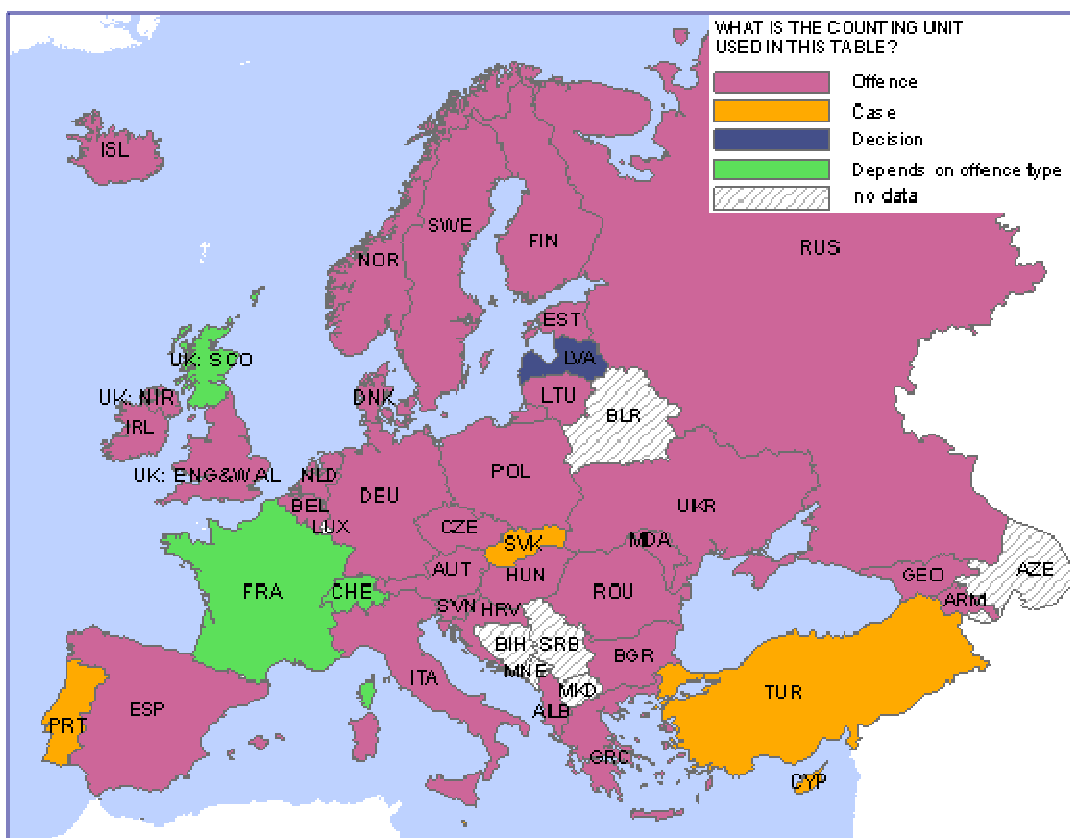 WHAT IS THE COUNTING UNIT
USED IN THIS TABLE?
Offence
Case
Decision
Depends on offence type
no data
ISL
SWE
FIN
NOR
RUS
EST
UK: SCO
LVA
DNK
LTU
UK: NIR
BLR
IRL
UK: ENG&WAL
NLD
POL
DEU
BEL
UKR
LUX
CZE
SVK
MDA
AUT
HUN
AZE
GEO
FRA
CHE
ROU
ARM
SVN
HRV
BIH
SRB
BGR
MNE
ITA
MKD
TUR
ESP
ALB
PRT
GRC
CYP